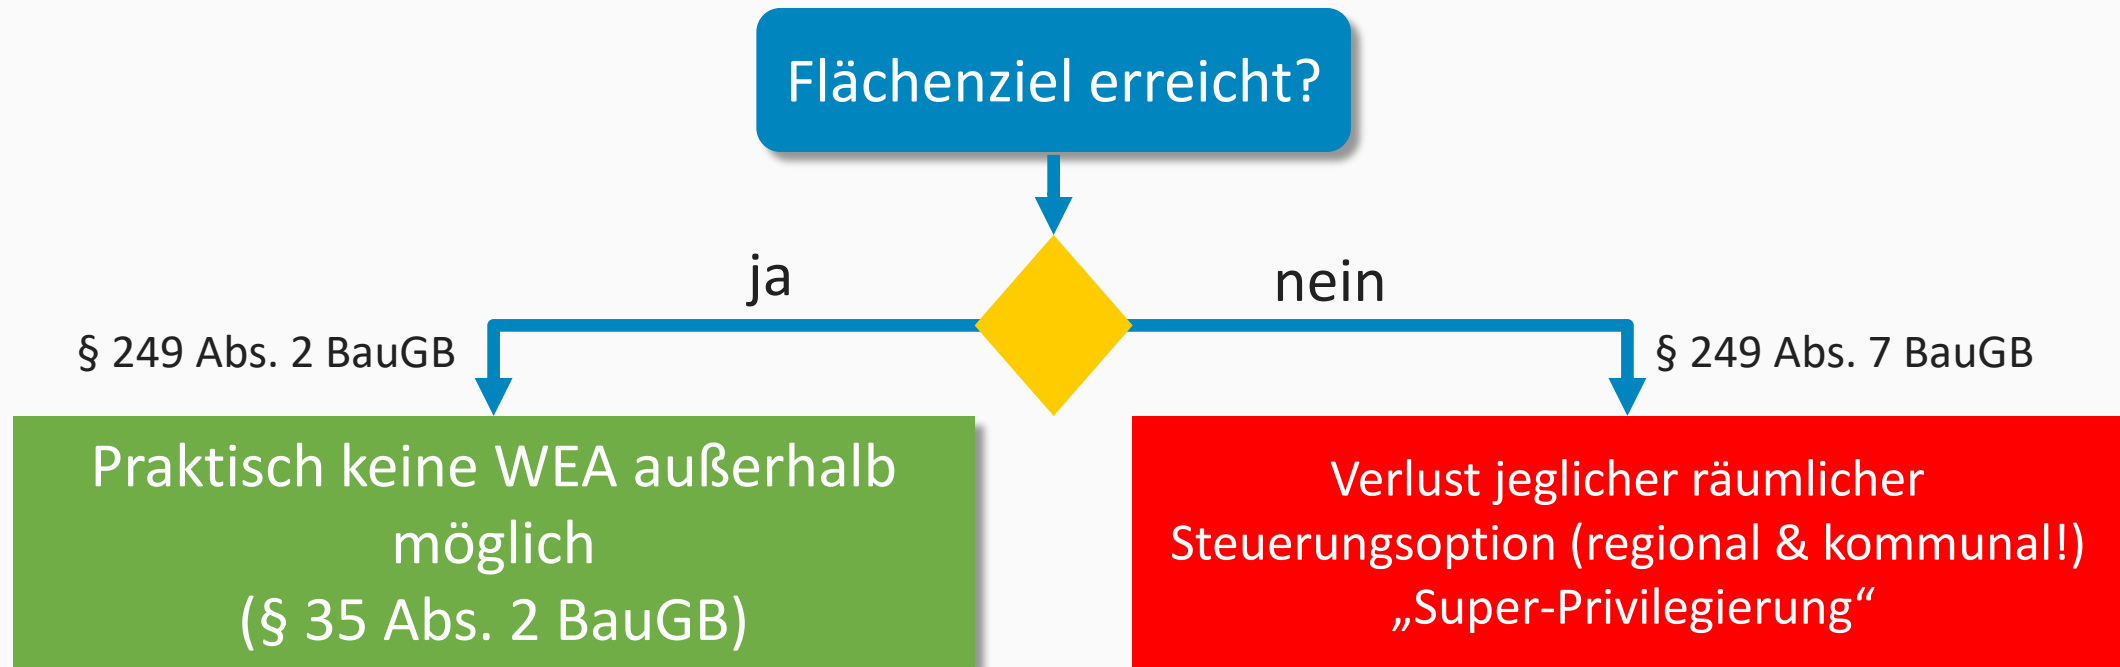 Flächenziel erreicht?
ja
nein
§ 249 Abs. 2 BauGB
§ 249 Abs. 7 BauGB
Praktisch keine WEA außerhalb
möglich
(§ 35 Abs. 2 BauGB)
Verlust jeglicher räumlicher
Steuerungsoption (regional & kommunal!)
„Super-Privilegierung“